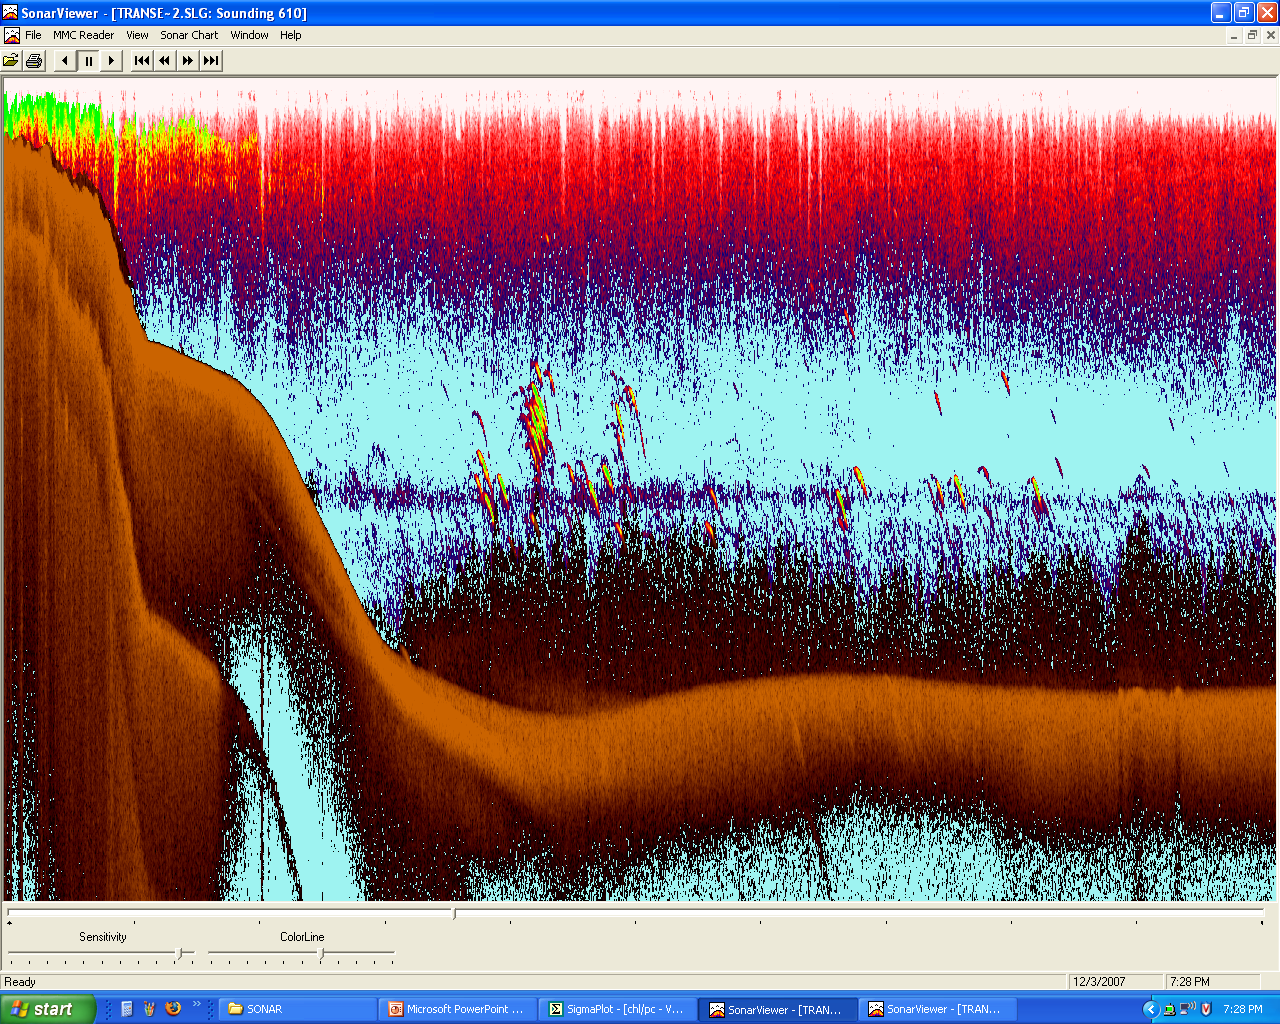 SonarViewer - [TRANSE~2.SLG: Sounding 610]
File MMC Reader View Sonar Chart Window Help
Sensitivity ColorLine
Ready 12/3/2007 7:28 PM
start SONAR Microsoft PowerPoint ... SigmaPlot - [chl/pc - V... SonarViewer - [TRAN... SonarViewer - [TRAN... 7:28 PM